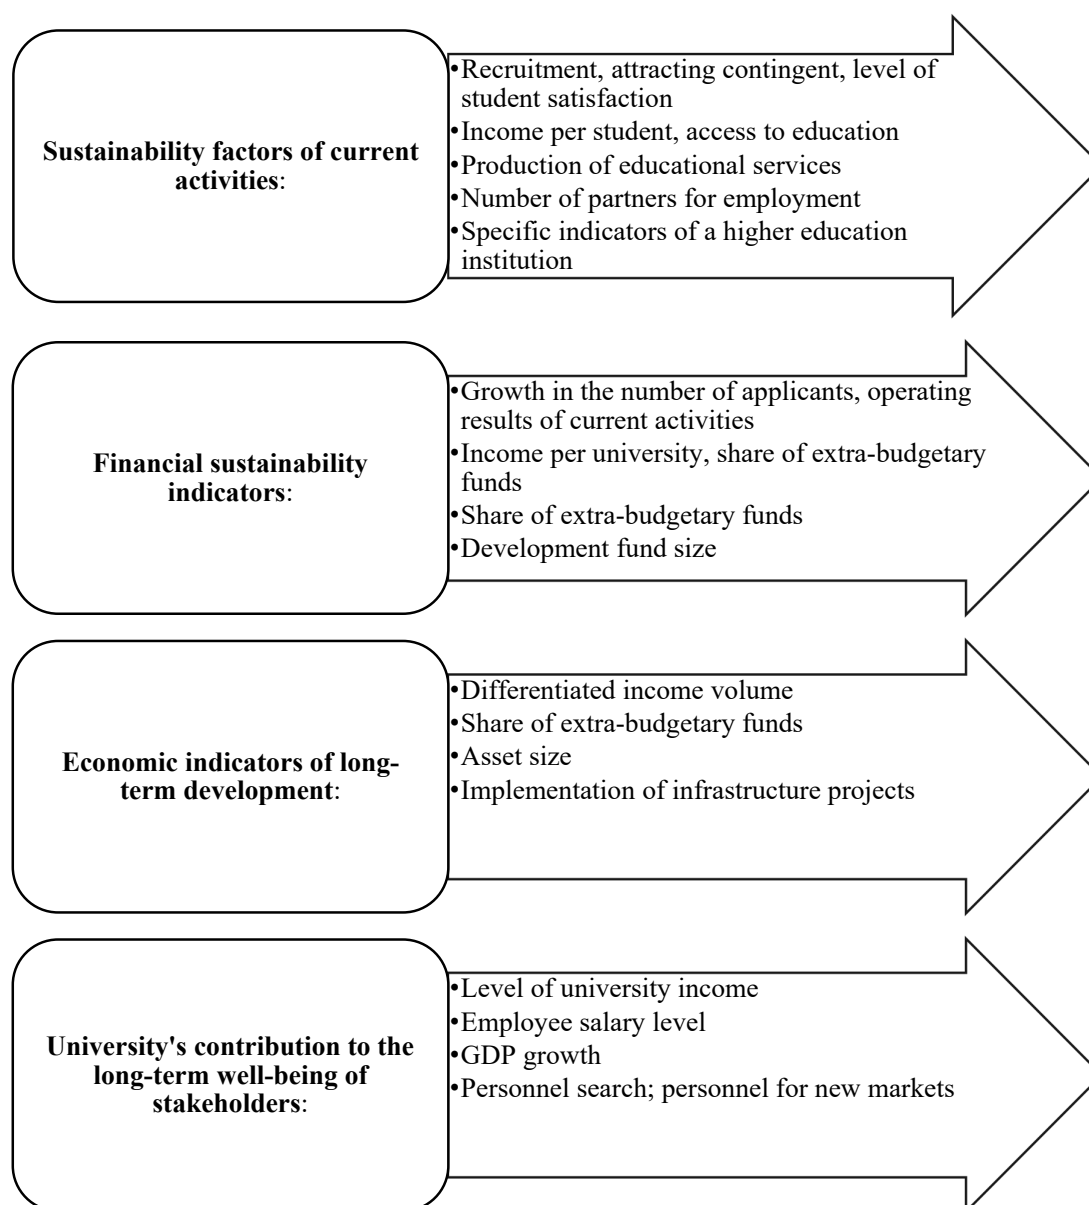 Sustainability factors of current
activities:
•Recruitment, attracting contingent, level of
student satisfaction
•Income per student, access to education
•Production of educational services
•Number of partners for employment
•Specific indicators of a higher education
institution
Financial sustainability
indicators:
•Growth in the number of applicants, operating
results of current activities
•Income per university, share of extra-budgetary
funds
•Share of extra-budgetary funds
•Development fund size
Economic indicators of long-
term development:
•Differentiated income volume
•Share of extra-budgetary funds
•Asset size
•Implementation of infrastructure projects
University's contribution to the
long-term well-being of
stakeholders:
•Level of university income
•Employee salary level
•GDP growth
•Personnel search; personnel for new markets